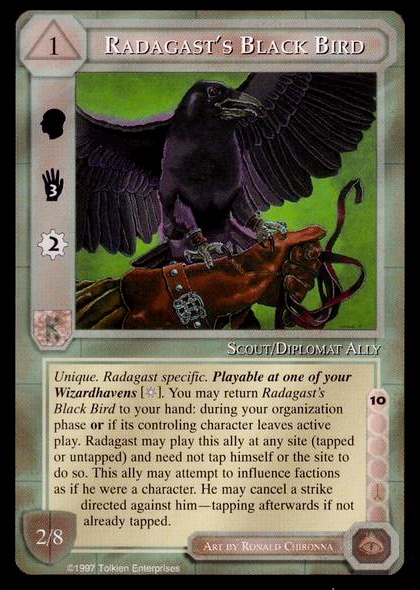 1
RADAGAST'S BLACK BIRD
3
2
K
SCOUT/DIPLOMAT ALLY
Unique. Radagast specific. Playable at one of your
Wizardhavens [☼]. You may return Radagast's
Black Bird to your hand: during your organization
phase or if its controling character leaves active
play. Radagast may play this ally at any site (tapped
or untapped) and need not tap himself or the site to
do so. This ally may attempt to influence factions
as if he were a character. He may cancel a strike
directed against him—tapping afterwards if not
already tapped.
10
2/8
ART BY RONALD CHIRONNA
©1997 Tolkien Enterprises